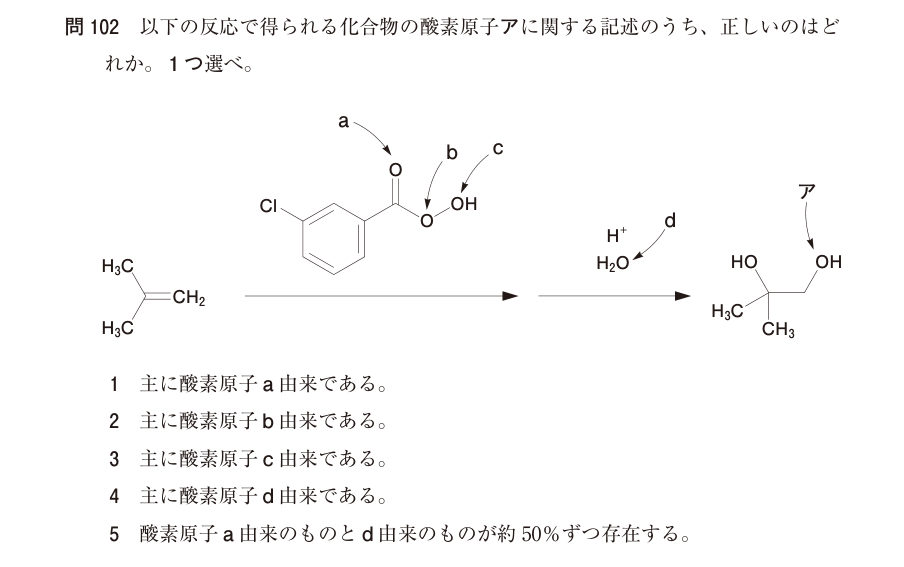 問 102　以下の反応で得られる化合物の酸素原子アに関する記述のうち、正しいのはど
れか。1つ選べ。
a
b
c
O
Cl
O
OH
ア
H⁺
d
H₂O
HO
OH
H₃C
CH₂
H₃C
H₃C
CH₃
1　主に酸素原子 a 由来である。
2　主に酸素原子 b 由来である。
3　主に酸素原子 c 由来である。
4　主に酸素原子 d 由来である。
5　酸素原子 a 由来のものと d 由来のものが約 50％ずつ存在する。